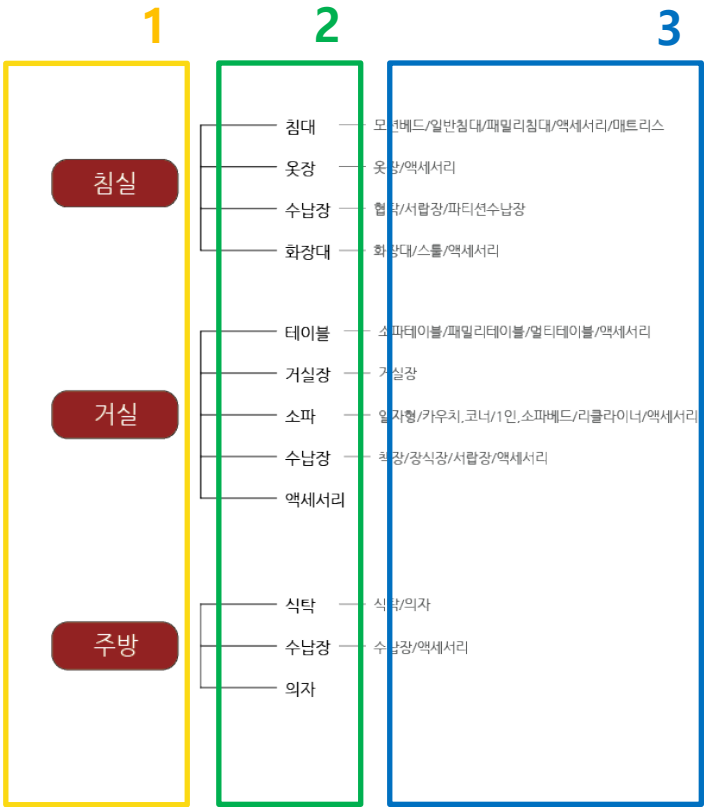 1 2 3
침실
침대 모션베드/일반침대/패밀리침대/액세서리/매트리스
옷장 옷장/액세서리
수납장 협탁/서랍장/파티션수납장
화장대 화장대/스툴/액세서리
거실
테이블 소파테이블/패밀리테이블/멀티테이블/액세서리
거실장 거실장
소파 일자형/카우치,코너/1인,소파베드/리클라이너/액세서리
수납장 책장/장식장/서랍장/액세서리
액세서리
주방
식탁 식탁/의자
수납장 수납장/액세서리
의자